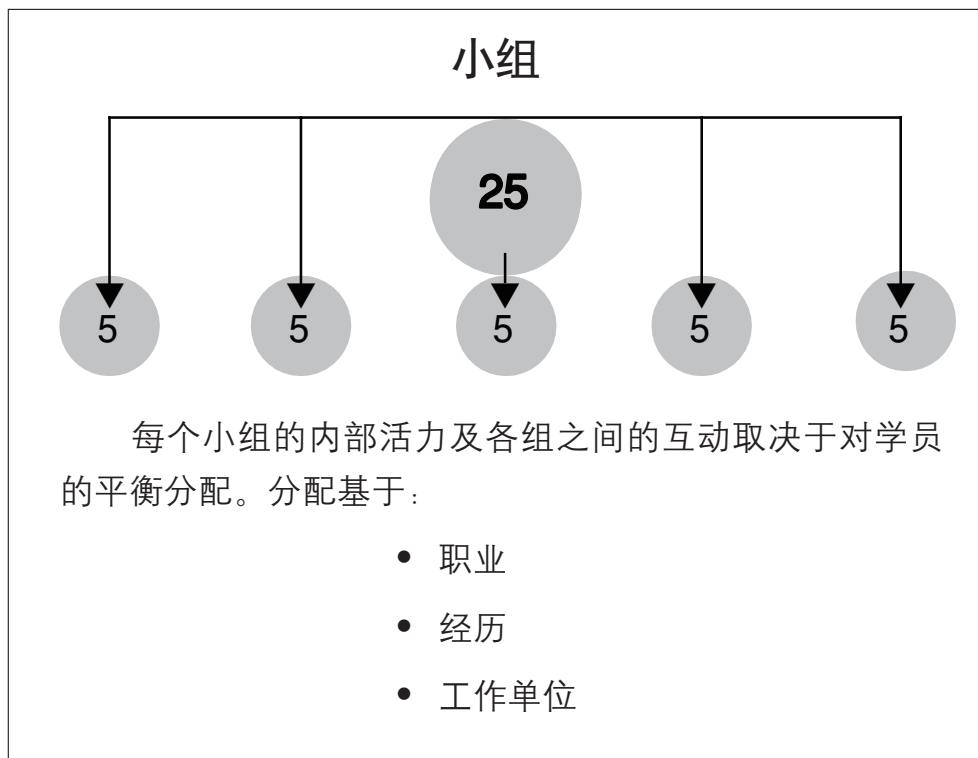 小组
25
5 5 5 5 5
每个小组的内部活力及各组之间的互动取决于对学员
的平衡分配。分配基于：
• 职业
• 经历
• 工作单位